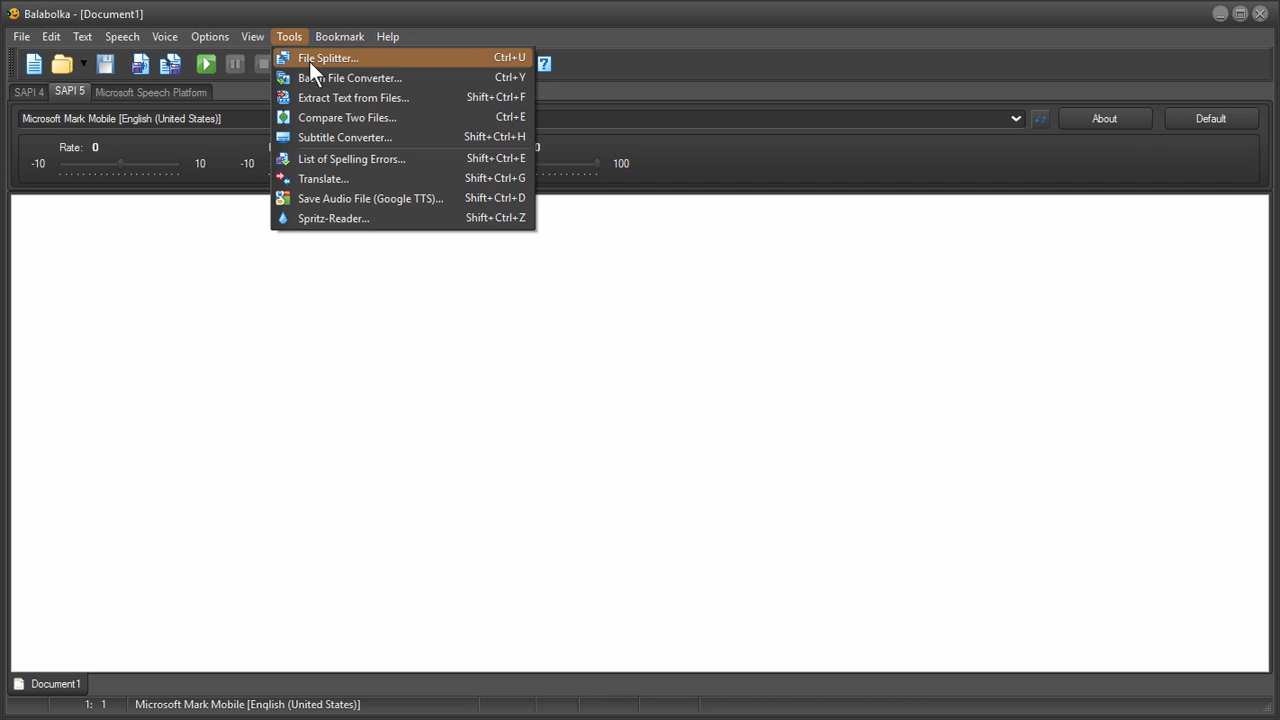 Balabolka - [Document1]
File Edit Text Speech Voice Options View Tools Bookmark Help
File Splitter... Ctrl+U
Batch File Converter... Ctrl+Y
Extract Text from Files... Shift+Ctrl+F
Compare Two Files... Ctrl+E
Subtitle Converter... Shift+Ctrl+H
List of Spelling Errors... Shift+Ctrl+E
Translate... Shift+Ctrl+G
Save Audio File (Google TTS)... Shift+Ctrl+D
Spritz-Reader... Shift+Ctrl+Z
?
SAPI 4 SAPI 5 Microsoft Speech Platform
Microsoft Mark Mobile [English (United States)] About Default
Rate: 0 0
-10 10 -10 100
Document1
1: 1 Microsoft Mark Mobile [English (United States)]